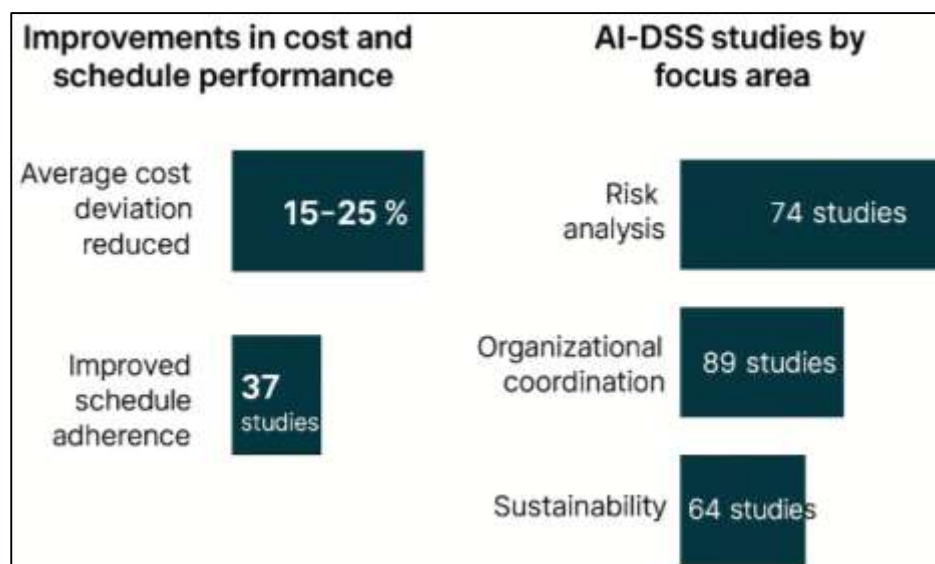 Improvements in cost and
schedule performance
Average cost
deviation
reduced
15-25 %
Improved
schedule
adherence
37
studies
AI-DSS studies by
focus area
Risk
analysis
74 studies
Organizational
coordination
89 studies
Sustainability
64 studies